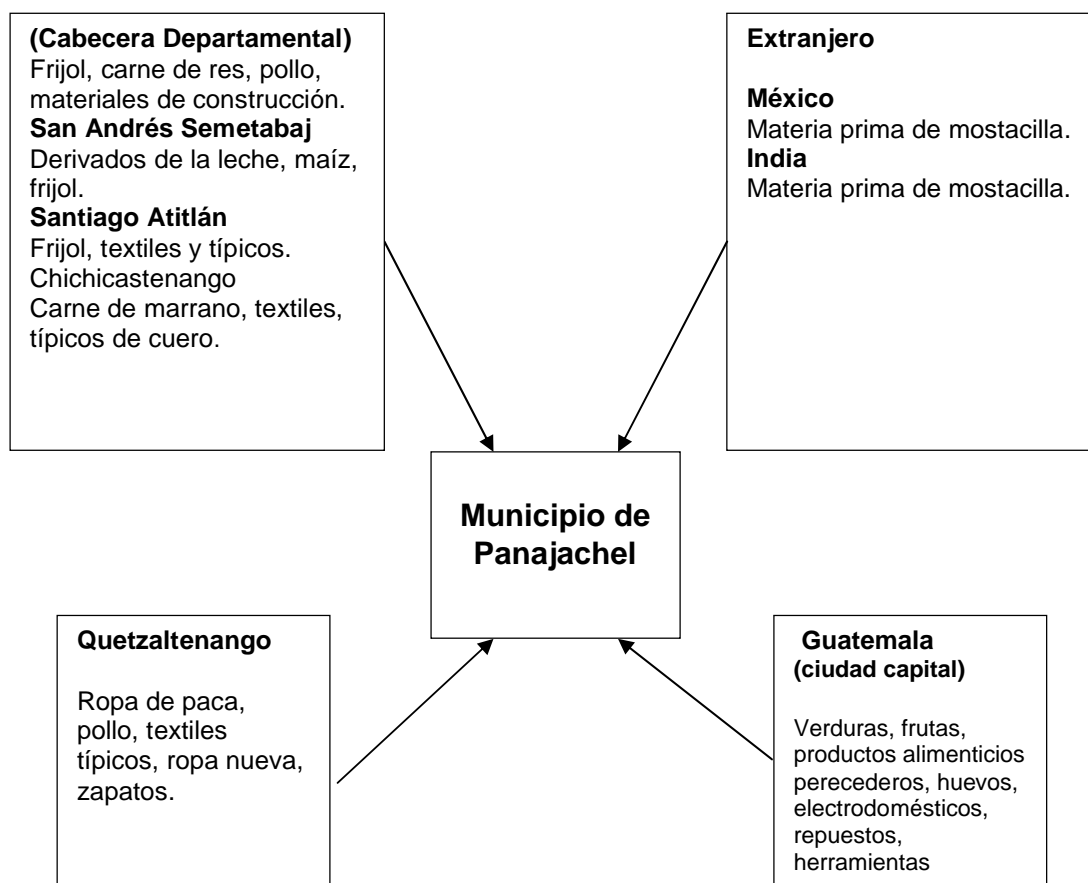 (Cabecera Departamental)
Frijol, carne de res, pollo,
materiales de construcción.
San Andrés Semetabaj
Derivados de la leche, maíz,
frijol.
Santiago Atitlán
Frijol, textiles y típicos.
Chichicastenango
Carne de marrano, textiles,
típicos de cuero.
Extranjero
México
Materia prima de mostacilla.
India
Materia prima de mostacilla.
Municipio de
Panajachel
Quetzaltenango
Ropa de paca,
pollo, textiles
típicos, ropa nueva,
zapatos.
Guatemala
(ciudad capital)
Verduras, frutas,
productos alimenticios
perecederos, huevos,
electrodomésticos,
repuestos,
herramientas